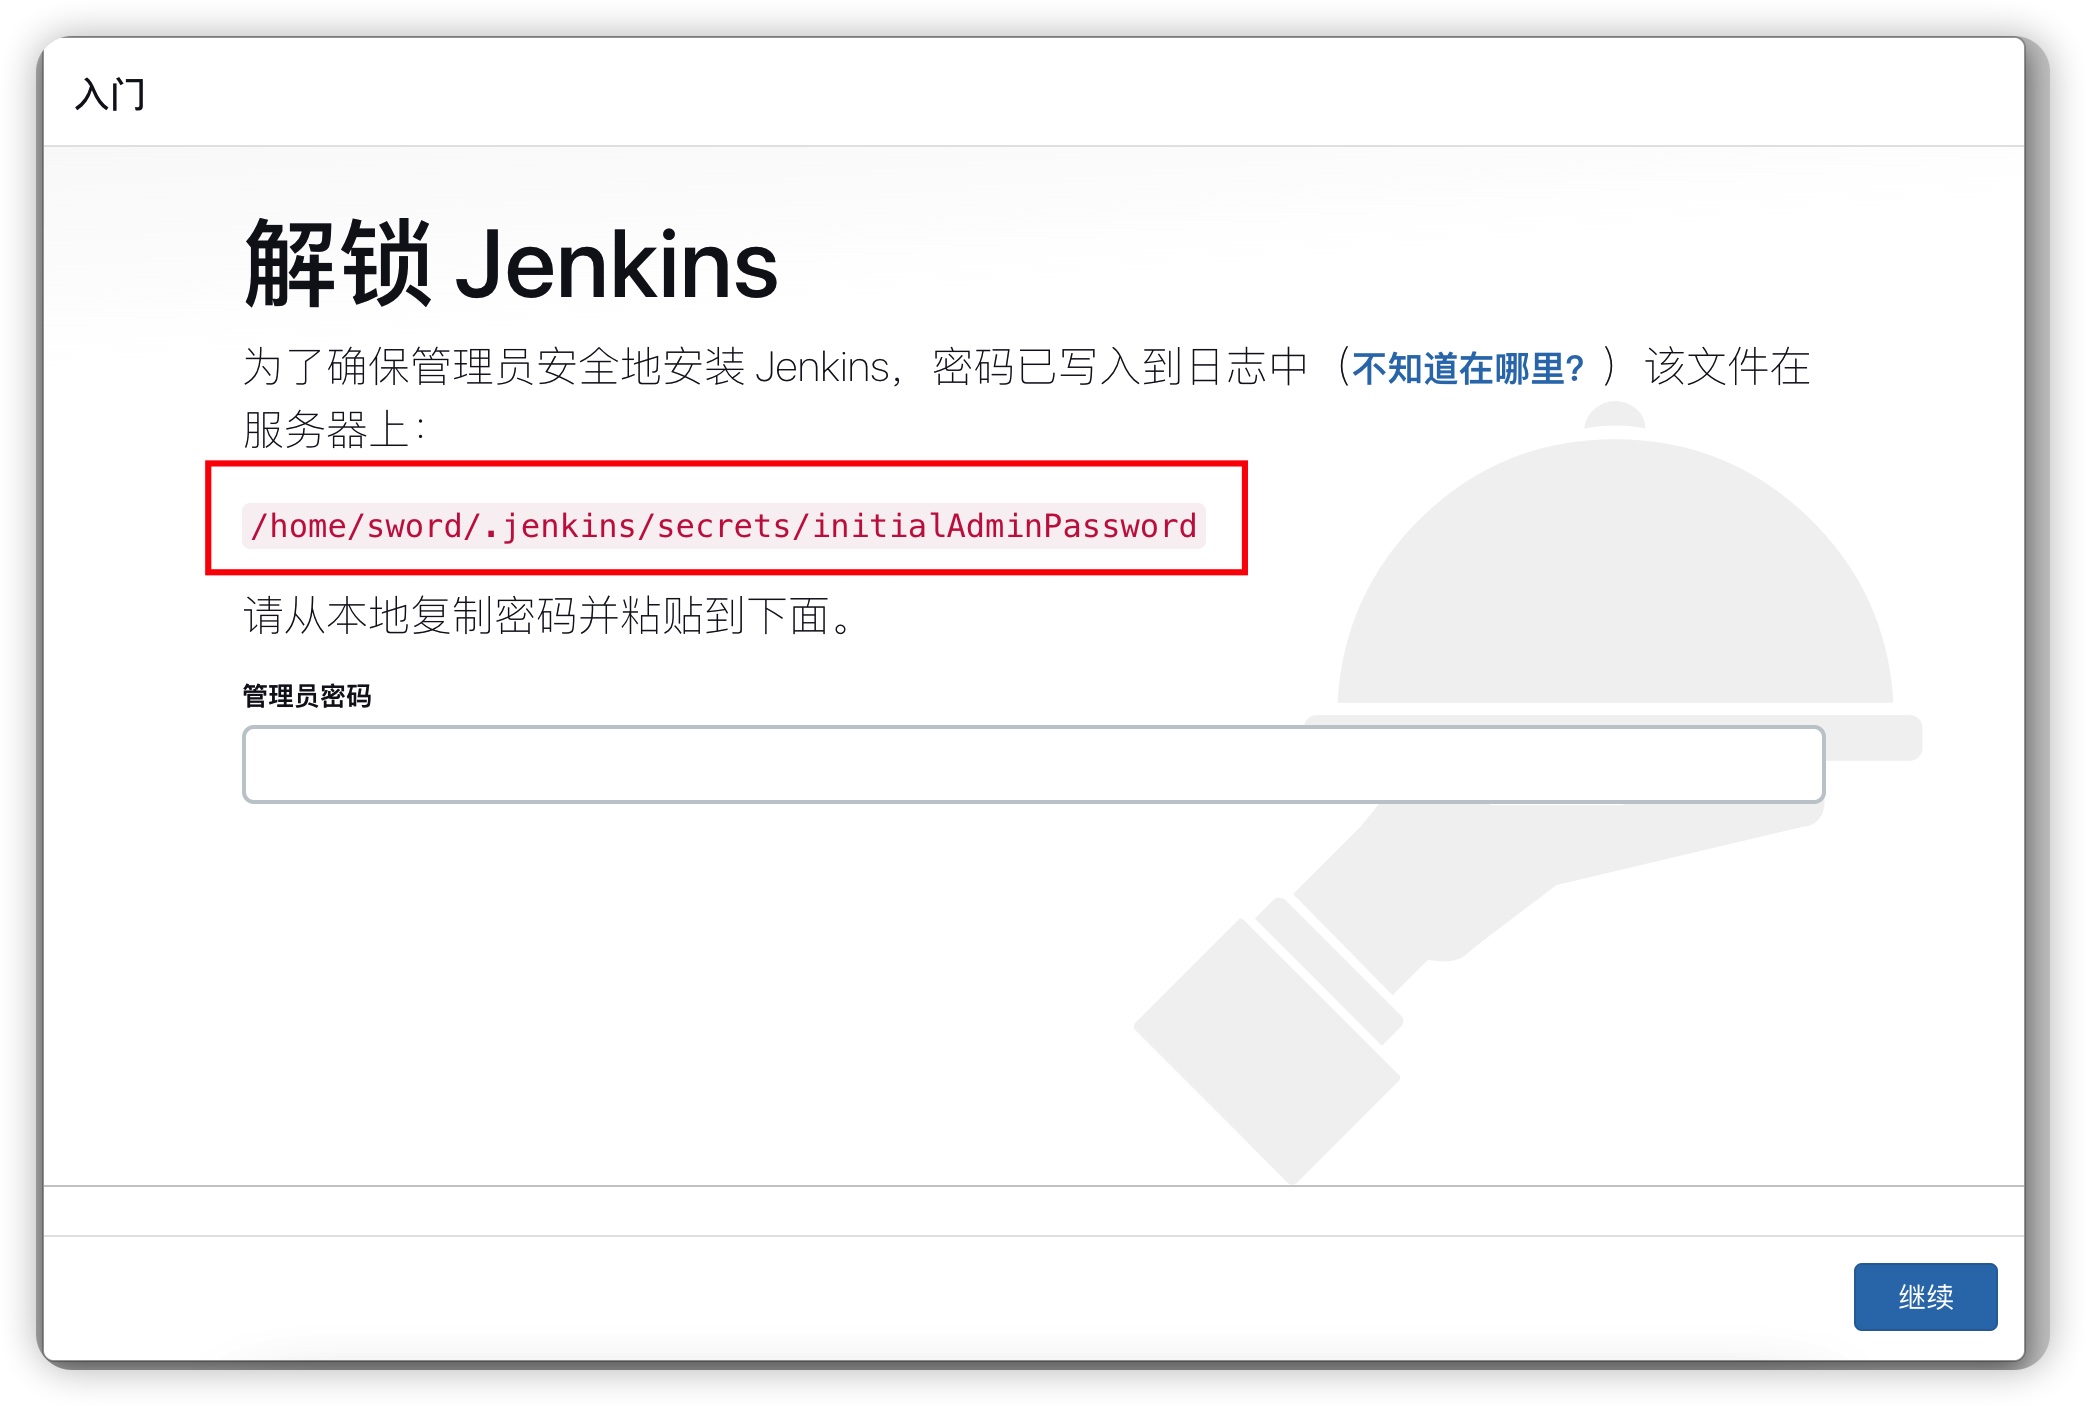 入门
解锁 Jenkins
为了确保管理员安全地安装 Jenkins，密码已写入到日志中（不知道在哪里？）该文件在
服务器上：
/home/sword/.jenkins/secrets/initialAdminPassword
请从本地复制密码并粘贴到下面。
管理员密码
继续